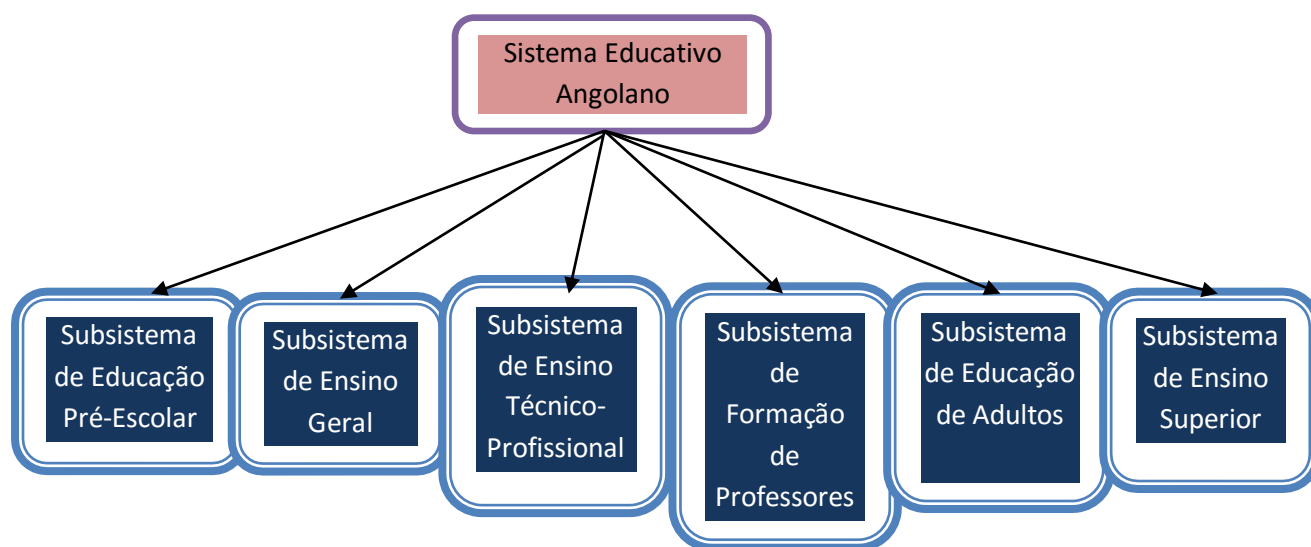 Sistema Educativo
Angolano
Subsistema
de Educação
Pré-Escolar
Subsistema
de Ensino
Geral
Subsistema
de Ensino
Técnico-
Profissional
Subsistema
de
Formação
de
Professores
Subsistema
de Educação
de Adultos
Subsistema
de Ensino
Superior